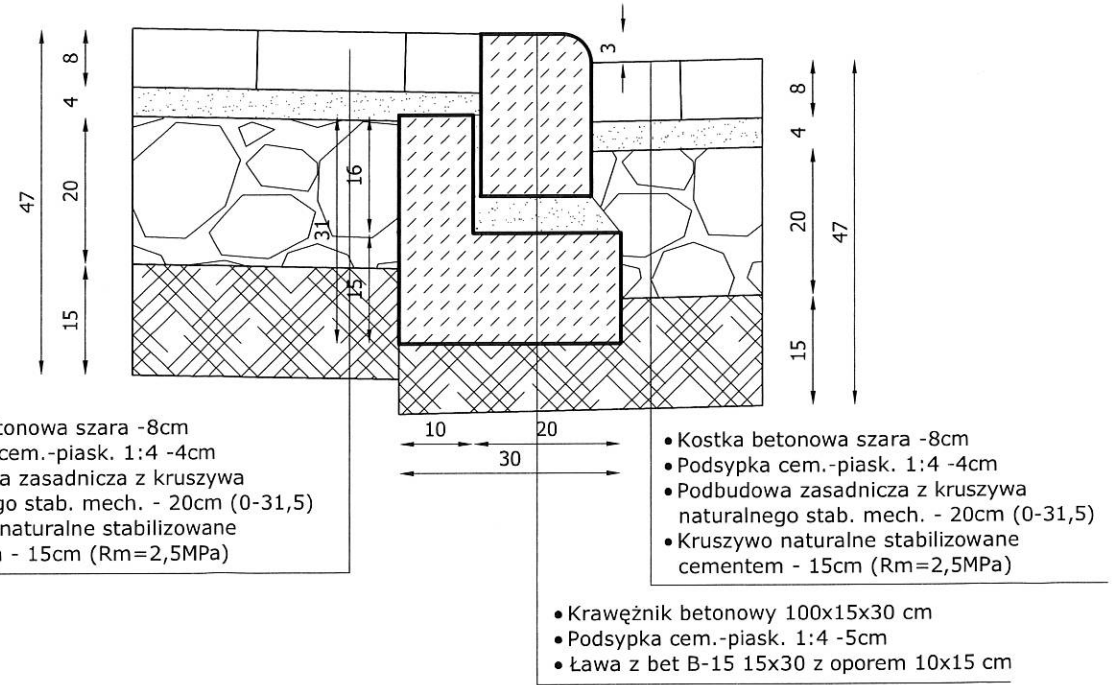 47
8
4
20
15
31
16
15
3
8
4
20
15
47
10 20
30
tonowa szara -8cm
cem.-piask. 1:4 -4cm
a zasadnicza z kruszywa
go stab. mech. - 20cm (0-31,5)
naturalne stabilizowane
- 15cm (Rm=2,5MPa)
• Kostka betonowa szara -8cm
• Podsypka cem.-piask. 1:4 -4cm
• Podbudowa zasadnicza z kruszywa
naturalnego stab. mech. - 20cm (0-31,5)
• Kruszywo naturalne stabilizowane
cementem - 15cm (Rm=2,5MPa)
• Krawężnik betonowy 100x15x30 cm
• Podsypka cem.-piask. 1:4 -5cm
• Ława z bet B-15 15x30 z oporem 10x15 cm